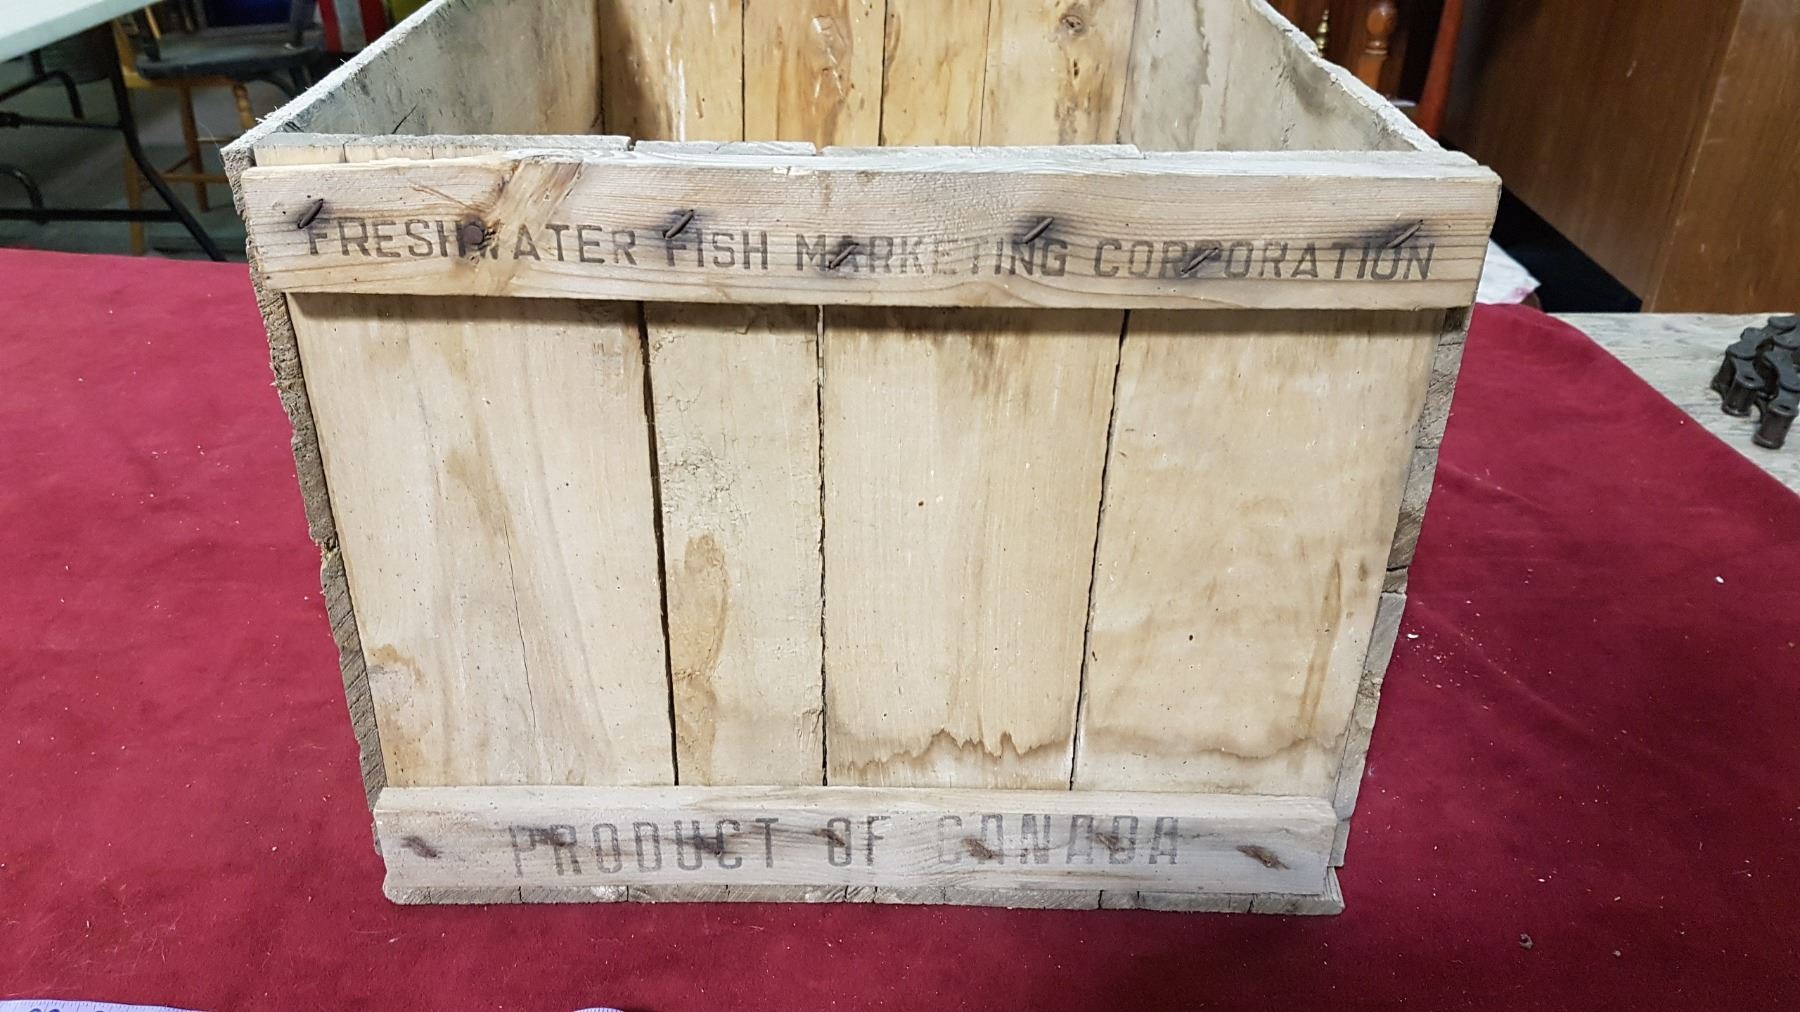 FRESHWATER FISH MARKETING CORPORATION
PRODUCT OF CANADA